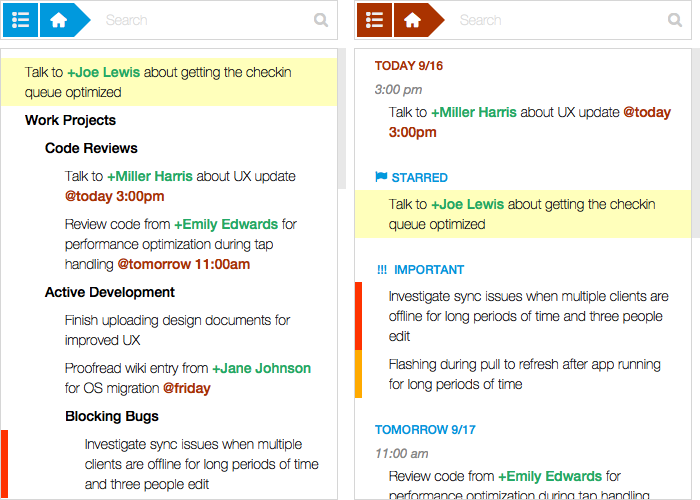 Search
Talk to +Joe Lewis about getting the checkin
queue optimized
Work Projects
Code Reviews
Talk to +Miller Harris about UX update
@today 3:00pm
Review code from +Emily Edwards for
performance optimization during tap
handling @tomorrow 11:00am
Active Development
Finish uploading design documents for
improved UX
Proofread wiki entry from +Jane Johnson
for OS migration @friday
Blocking Bugs
Investigate sync issues when multiple
clients are offline for long periods of time
and three people edit
Search
TODAY 9/16
3:00 pm
Talk to +Miller Harris about UX update @today
3:00pm
STARRED
Talk to +Joe Lewis about getting the checkin
queue optimized
!!! IMPORTANT
Investigate sync issues when multiple clients are
offline for long periods of time and three people
edit
Flashing during pull to refresh after app running
for long periods of time
TOMORROW 9/17
11:00 am
Review code from +Emily Edwards for
performance optimization during tap